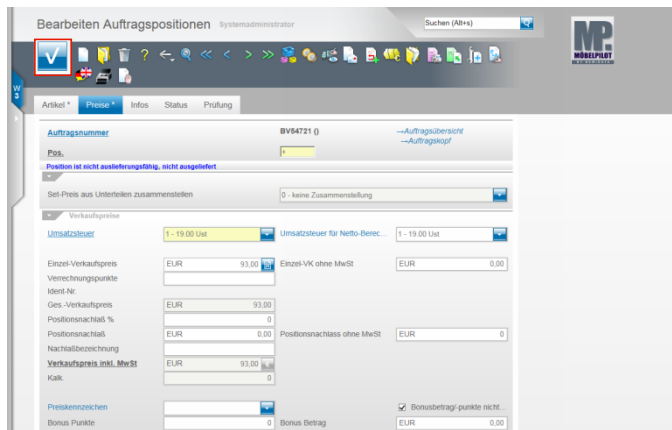 Bearbeiten Auftragspositionen Systemadministrator
Suchen (Alt+s)
MP.
MÖBELPILOT
W
3
Artikel * Preise * Infos Status Prüfung
Auftragsnummer BV54721 () →Auftragsübersicht
→Auftragskopf
Pos.
Position ist nicht auslieferungsfähig, nicht ausgeliefert
Set-Preis aus Unterteilen zusammenstellen 0 - keine Zusammenstellung
Verkaufspreise
Umsatzsteuer 1 - 19.00 Ust Umsatzsteuer für Netto-Berec... 1 - 19.00 Ust
Einzel-Verkaufspreis EUR 93,00 Einzel-VK ohne MwSt EUR 0,00
Verrechnungspunkte
Ident-Nr.
Ges.-Verkaufspreis EUR 93,00
Positionsnachlaß % 0
Positionsnachlaß EUR 0,00 Positionsnachlass ohne MwSt EUR 0
Nachlaßbezeichnung
Verkaufspreis inkl. MwSt EUR 93,00
Kalk. 0
Preiskennzeichen Bonusbetrag/-punkte nicht...
Bonus Punkte 0 Bonus Betrag EUR 0,00